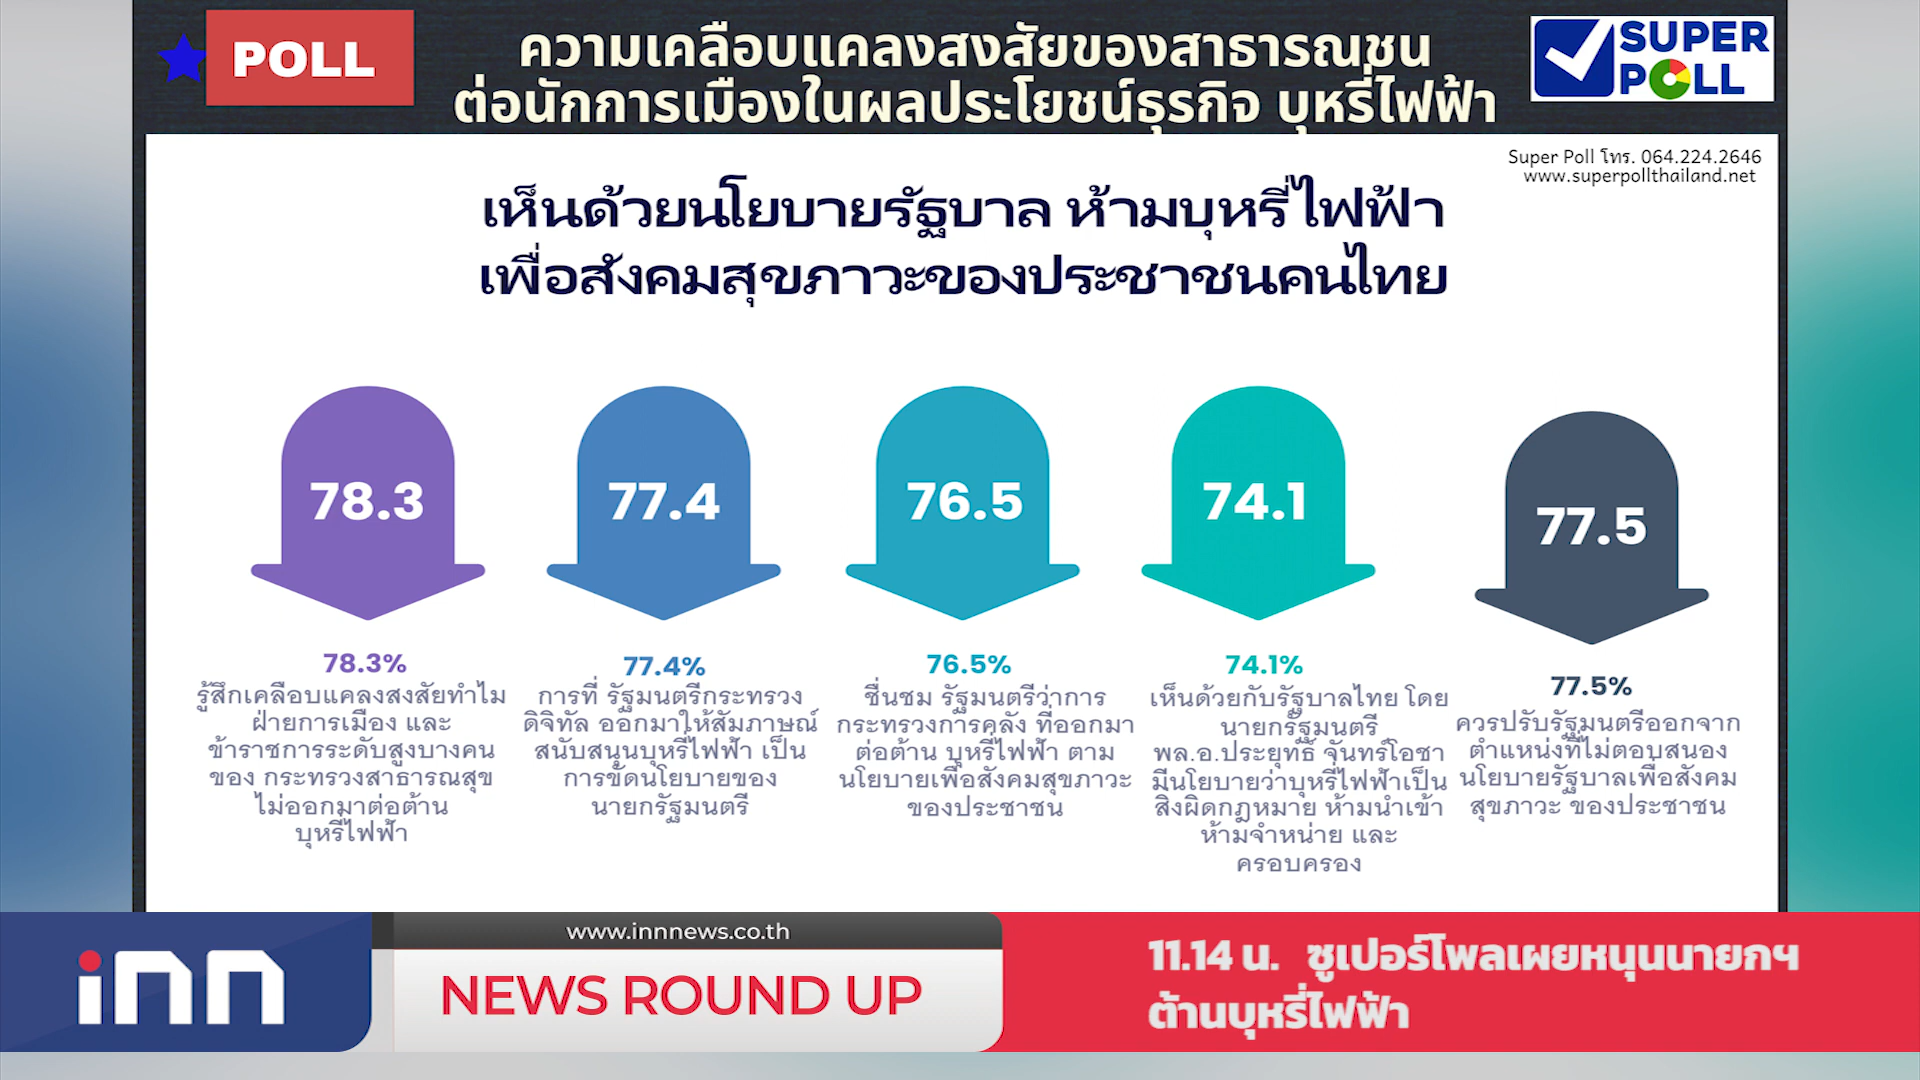 POLL
ความเคลือบแคลงสงสัยของสาธารณชน
ต่อนักการเมืองในผลประโยชน์ธุรกิจ บุหรี่ไฟฟ้า
SUPER
POLL
Super Poll โทร. 064.224.2646
www.superpollthailand.net
เห็นด้วยนโยบายรัฐบาล ห้ามบุหรี่ไฟฟ้า
เพื่อสังคมสุขภาวะของประชาชนคนไทย
78.3
77.4
76.5
74.1
77.5
78.3%
รู้สึกเคลือบแคลงสงสัยทำไม
ฝ่ายการเมือง และ
ข้าราชการระดับสูงบางคน
ของ กระทรวงสาธารณสุข
ไม่ออกมาต่อต้าน
บุหรี่ไฟฟ้า
77.4%
การที่ รัฐมนตรีกระทรวง
ดิจิทัล ออกมาให้สัมภาษณ์
สนับสนุนบุหรี่ไฟฟ้า เป็น
การขัดนโยบายของ
นายกรัฐมนตรี
76.5%
ชื่นชม รัฐมนตรีว่าการ
กระทรวงการคลัง ที่ออกมา
ต่อต้าน บุหรี่ไฟฟ้า ตาม
นโยบายเพื่อสังคมสุขภาวะ
ของประชาชน
74.1%
เห็นด้วยกับรัฐบาลไทย โดย
นายกรัฐมนตรี
พล.อ.ประยุทธ์ จันทร์โอชา
มีนโยบายว่าบุหรี่ไฟฟ้าเป็น
สิ่งผิดกฎหมาย ห้ามนำเข้า
ห้ามจำหน่าย และ
ครอบครอง
77.5%
ควรปรับรัฐมนตรีออกจาก
ตำแหน่งที่ไม่ตอบสนอง
นโยบายรัฐบาลเพื่อสังคม
สุขภาวะ ของประชาชน
inn
www.innnews.co.th
NEWS ROUND UP
11.14 น. ซูเปอร์โพลเผยหนุนนายกฯ
ต้านบุหรี่ไฟฟ้า